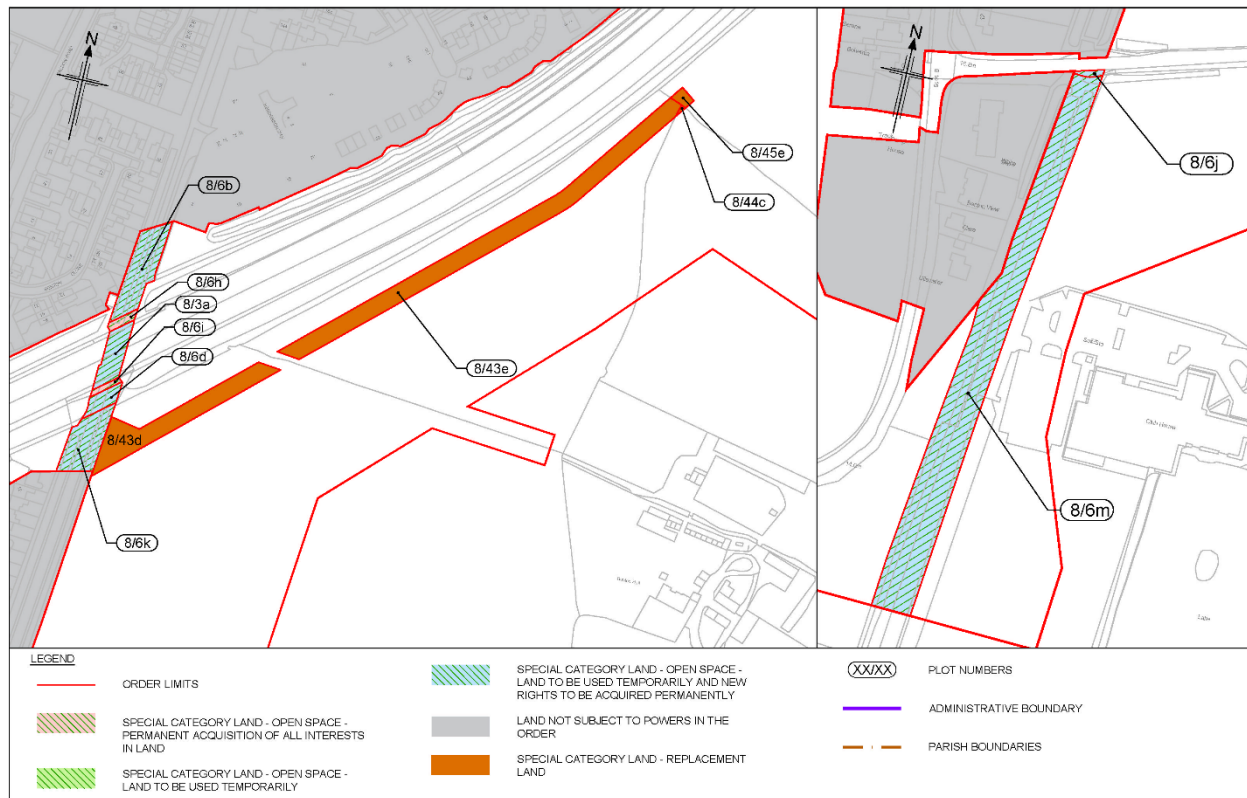 N
8/6b
8/6h
8/3a
8/6i
8/6d
8/43d
8/6k
8/43e
8/45e
8/44c
N
8/6j
8/6m
LEGEND
ORDER LIMITS
SPECIAL CATEGORY LAND - OPEN SPACE -
PERMANENT ACQUISITION OF ALL INTERESTS
IN LAND
SPECIAL CATEGORY LAND - OPEN SPACE -
LAND TO BE USED TEMPORARILY
SPECIAL CATEGORY LAND - OPEN SPACE -
LAND TO BE USED TEMPORARILY AND NEW
RIGHTS TO BE ACQUIRED PERMANENTLY
LAND NOT SUBJECT TO POWERS IN THE
ORDER
SPECIAL CATEGORY LAND - REPLACEMENT
LAND
XX/XX
PLOT NUMBERS
ADMINISTRATIVE BOUNDARY
PARISH BOUNDARIES